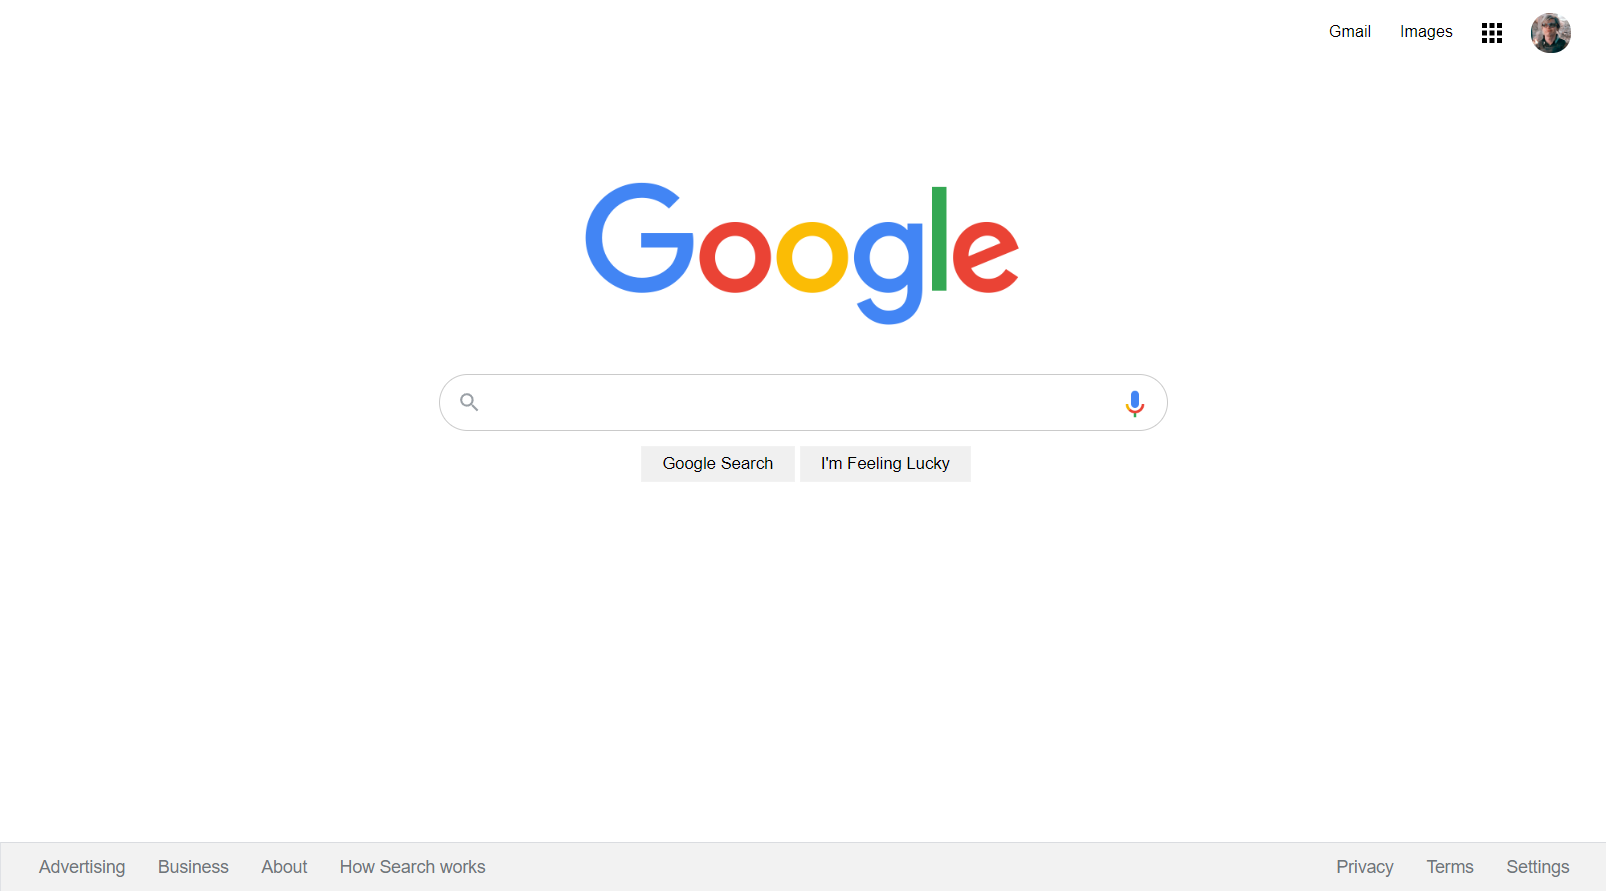 Gmail Images
Google
Google Search I'm Feeling Lucky
Advertising Business About How Search works Privacy Terms Settings